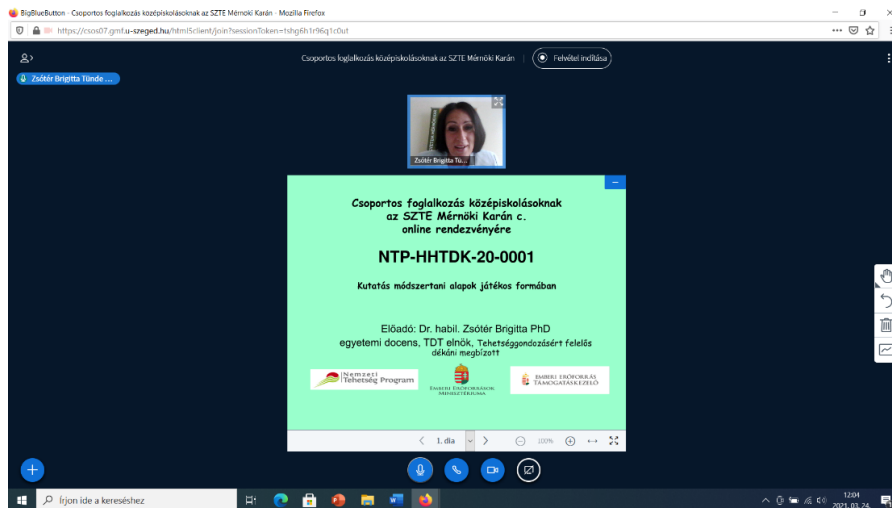 BigBlueButton - Csoportos foglalkozás középiskolásoknak az SZTE Mérnöki Karán - Mozilla Firefox
https://csos07.gmf.u-szeged.hu/html5client/join?sessionToken=tshg6h1r96q1c0ut
Csoportos foglalkozás középiskolásoknak az SZTE Mérnöki Karán
Felvétel indítása
Zsótér Brigitta Tünde ...
Zsótér Brigitta Tü...
Csoportos foglalkozás középiskolásoknak
az SZTE Mérnöki Karán c.
online rendezvényére
NTP-HHTDK-20-0001
Kutatás módszertani alapok játékos formában
Előadó: Dr. habil. Zsótér Brigitta PhD
egyetemi docens, TDT elnök, Tehetséggondozásért felelős
dékáni megbízott
Nemzeti
Tehetség Program
EMBERI ERŐFORRÁSOK
MINISZTÉRIUMA
EMBERI ERŐFORRÁS
TÁMOGATÁSKEZELŐ
1. dia
100%
Írjon ide a kereséshez
12:04
2021. 03. 24.